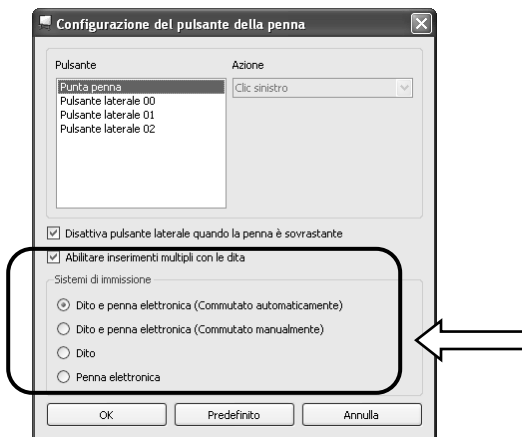 Configurazione del pulsante della penna
Pulsante
Azione
Punta penna
Clic sinistro
Pulsante laterale 00
Pulsante laterale 01
Pulsante laterale 02
Disattiva pulsante laterale quando la penna è sovrastante
Abilitare inserimenti multipli con le dita
Sistemi di immissione
Dito e penna elettronica (Commutato automaticamente)
Dito e penna elettronica (Commutato manualmente)
Dito
Penna elettronica
OK
Predefinito
Annulla